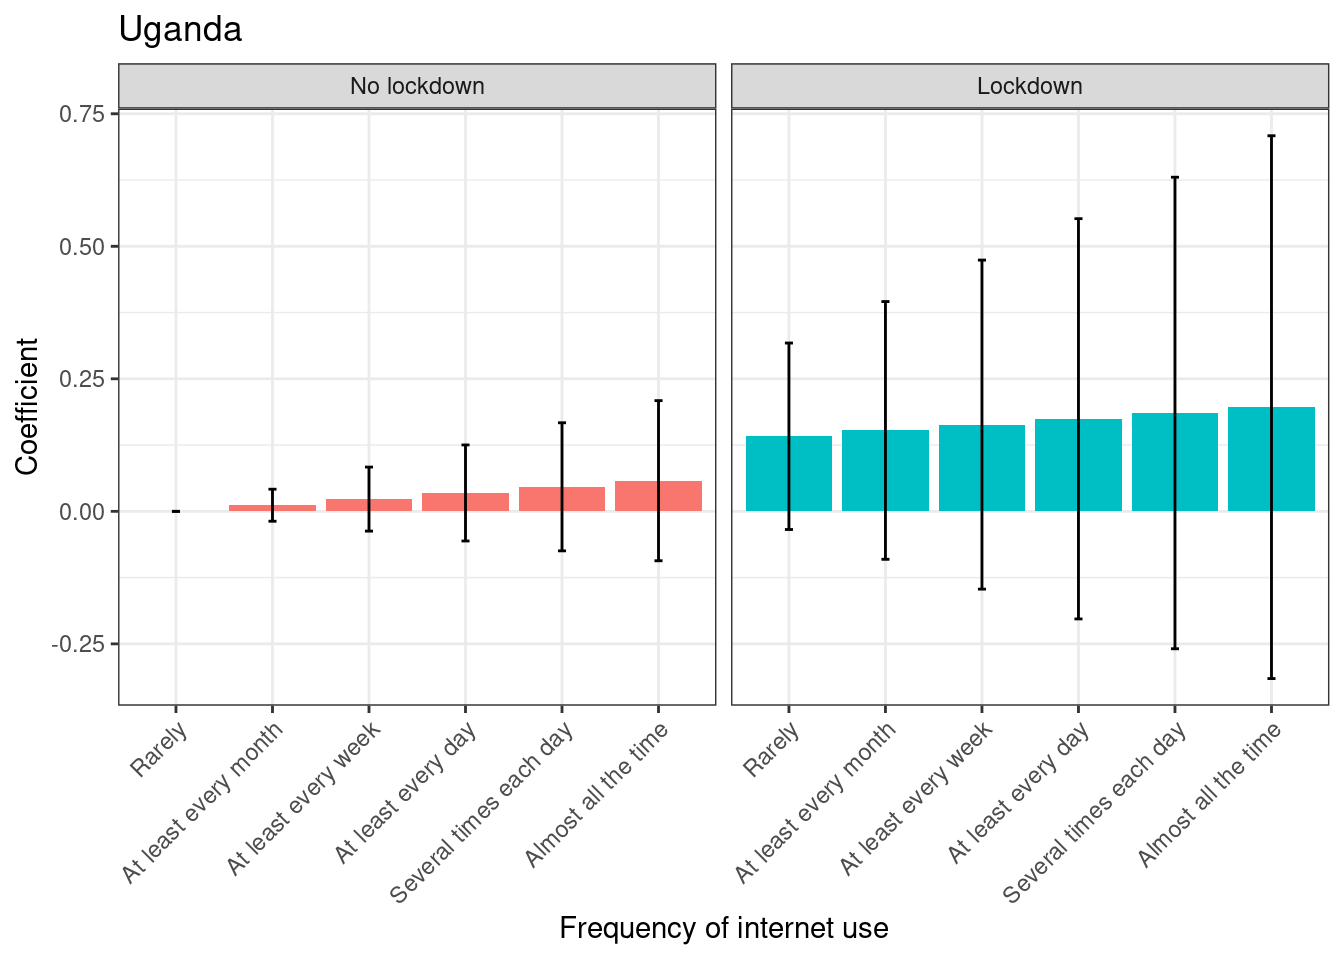 Uganda
No lockdown
Lockdown
0.75
0.50
0.25
0.00
-0.25
Coefficient
Rarely
At least every month
At least every week
At least every day
Several times each day
Almost all the time
Rarely
At least every month
At least every week
At least every day
Several times each day
Almost all the time
Frequency of internet use